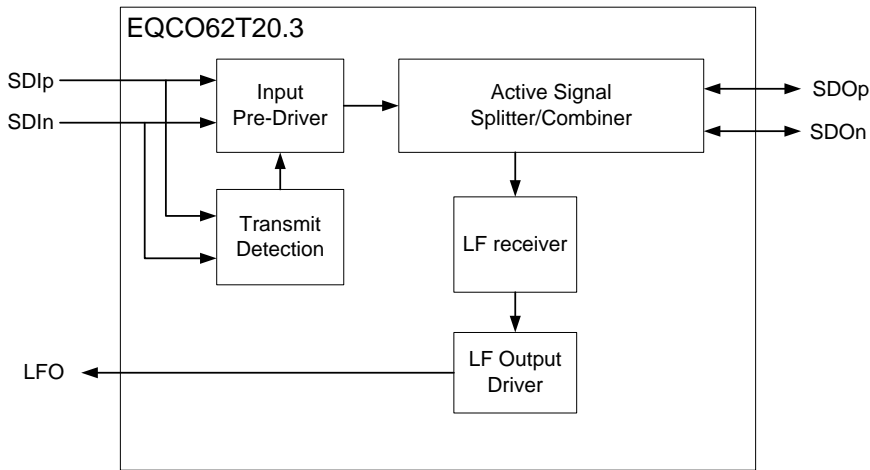 EQCO62T20.3
SDIp
SDIn
Input
Pre-Driver
Active Signal
Splitter/Combiner
SDOp
SDOn
Transmit
Detection
LF receiver
LF Output
Driver
LFO